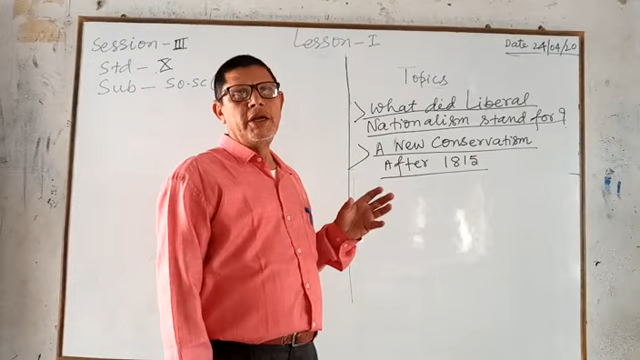 Session - III
Std - X
Sub - So.sc
Lesson - I
Date 24/04/20
Topics
> What did Liberal
Nationalism stand for?
> A New Conservatism
After 1815